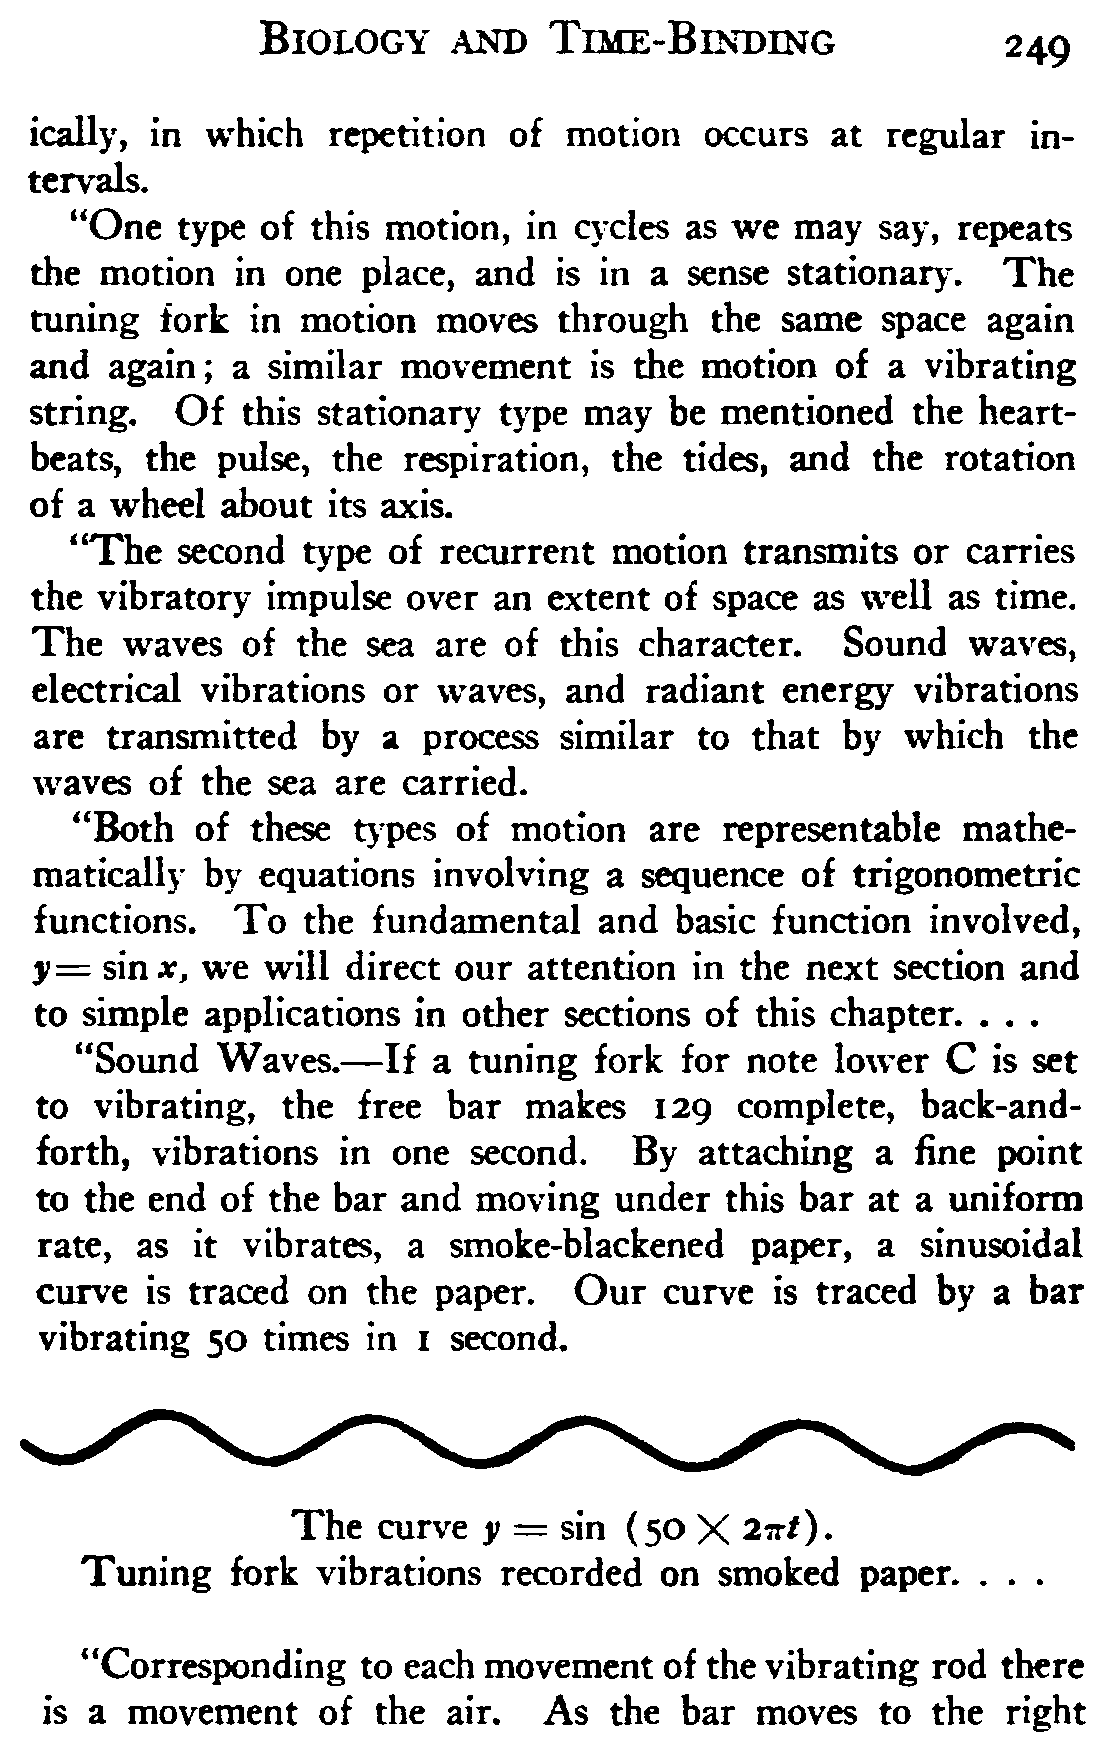 BIOLOGY AND TIME-BINDING 249
ically, in which repetition of motion occurs at regular in-
tervals.
“One type of this motion, in cycles as we may say, repeats
the motion in one place, and is in a sense stationary. The
tuning fork in motion moves through the same space again
and again; a similar movement is the motion of a vibrating
string. Of this stationary type may be mentioned the heart-
beats, the pulse, the respiration, the tides, and the rotation
of a wheel about its axis.
“The second type of recurrent motion transmits or carries
the vibratory impulse over an extent of space as well as time.
The waves of the sea are of this character. Sound waves,
electrical vibrations or waves, and radiant energy vibrations
are transmitted by a process similar to that by which the
waves of the sea are carried.
“Both of these types of motion are representable mathe-
matically by equations involving a sequence of trigonometric
functions. To the fundamental and basic function involved,
y= sin x, we will direct our attention in the next section and
to simple applications in other sections of this chapter. . . .
“Sound Waves.—If a tuning fork for note lower C is set
to vibrating, the free bar makes 129 complete, back-and-
forth, vibrations in one second. By attaching a fine point
to the end of the bar and moving under this bar at a uniform
rate, as it vibrates, a smoke-blackened paper, a sinusoidal
curve is traced on the paper. Our curve is traced by a bar
vibrating 50 times in 1 second.
The curve y = sin (50 X 2πt).
Tuning fork vibrations recorded on smoked paper. . . .
“Corresponding to each movement of the vibrating rod there
is a movement of the air. As the bar moves to the right